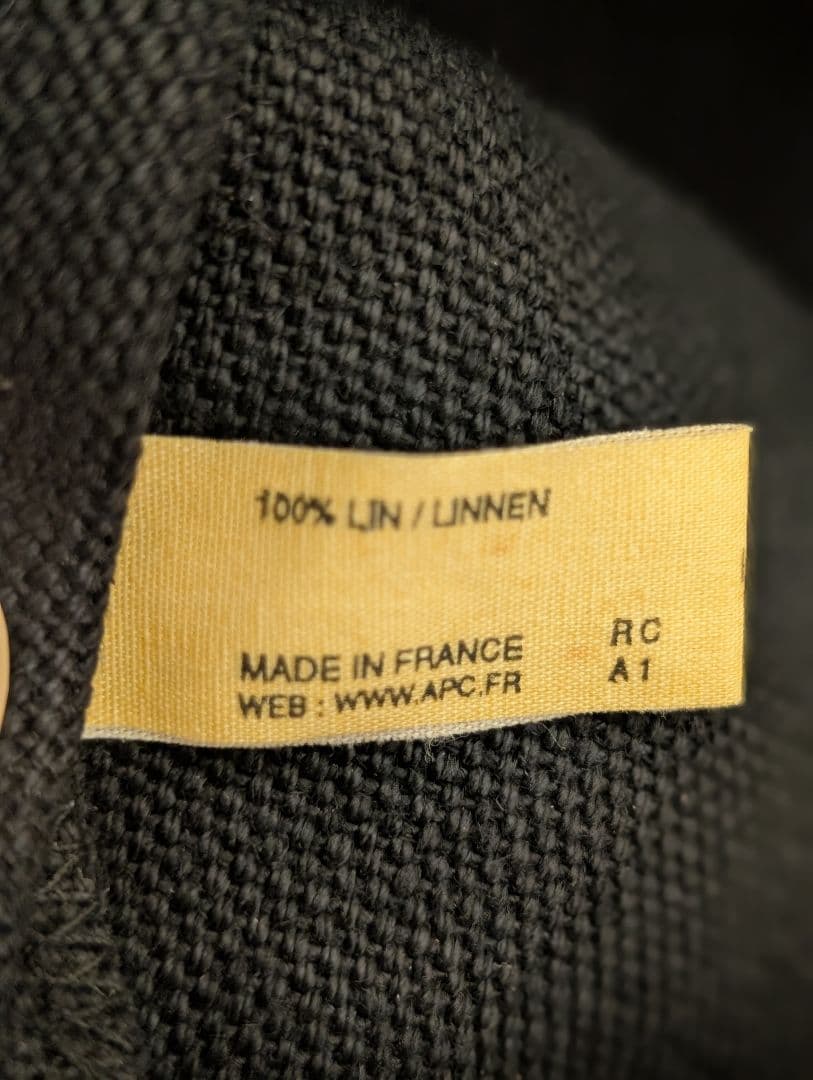 100% LIN / LINNEN
MADE IN FRANCE
WEB : WWW.APC.FR
RC
A1